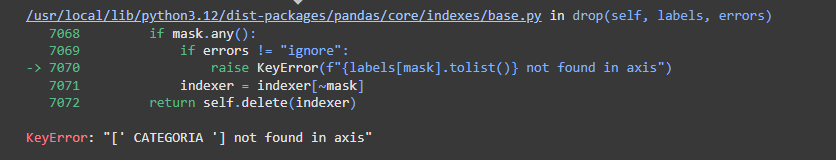 /usr/local/lib/python3.12/dist-packages/pandas/core/indexes/base.py in drop(self, labels, errors)
7068         if mask.any():
7069             if errors != "ignore":
-> 7070                 raise KeyError(f"{labels[mask].tolist()} not found in axis")
7071             indexer = indexer[~mask]
7072         return self.delete(indexer)
KeyError: "[' CATEGORIA '] not found in axis"